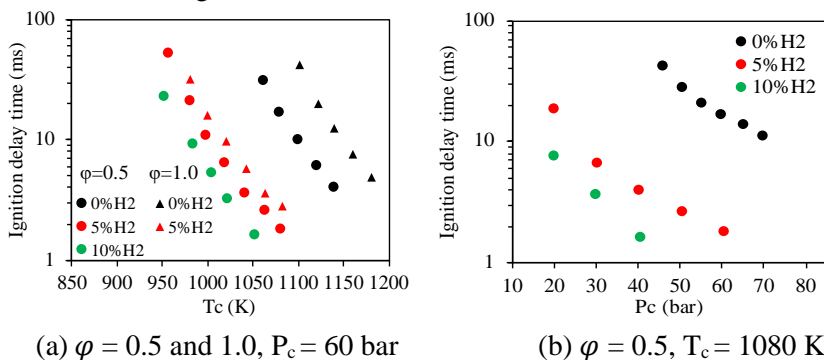 100
10
1
Ignition delay time (ms)
φ=0.5 φ=1.0
0%H2 0%H2
5%H2 5%H2
10%H2
850 900 950 1000 1050 1100 1150 1200
Tc (K)
(a) φ = 0.5 and 1.0, Pc = 60 bar
100
10
1
Ignition delay time (ms)
0%H2
5%H2
10%H2
10 20 30 40 50 60 70 80
Pc (bar)
(b) φ = 0.5, Tc = 1080 K